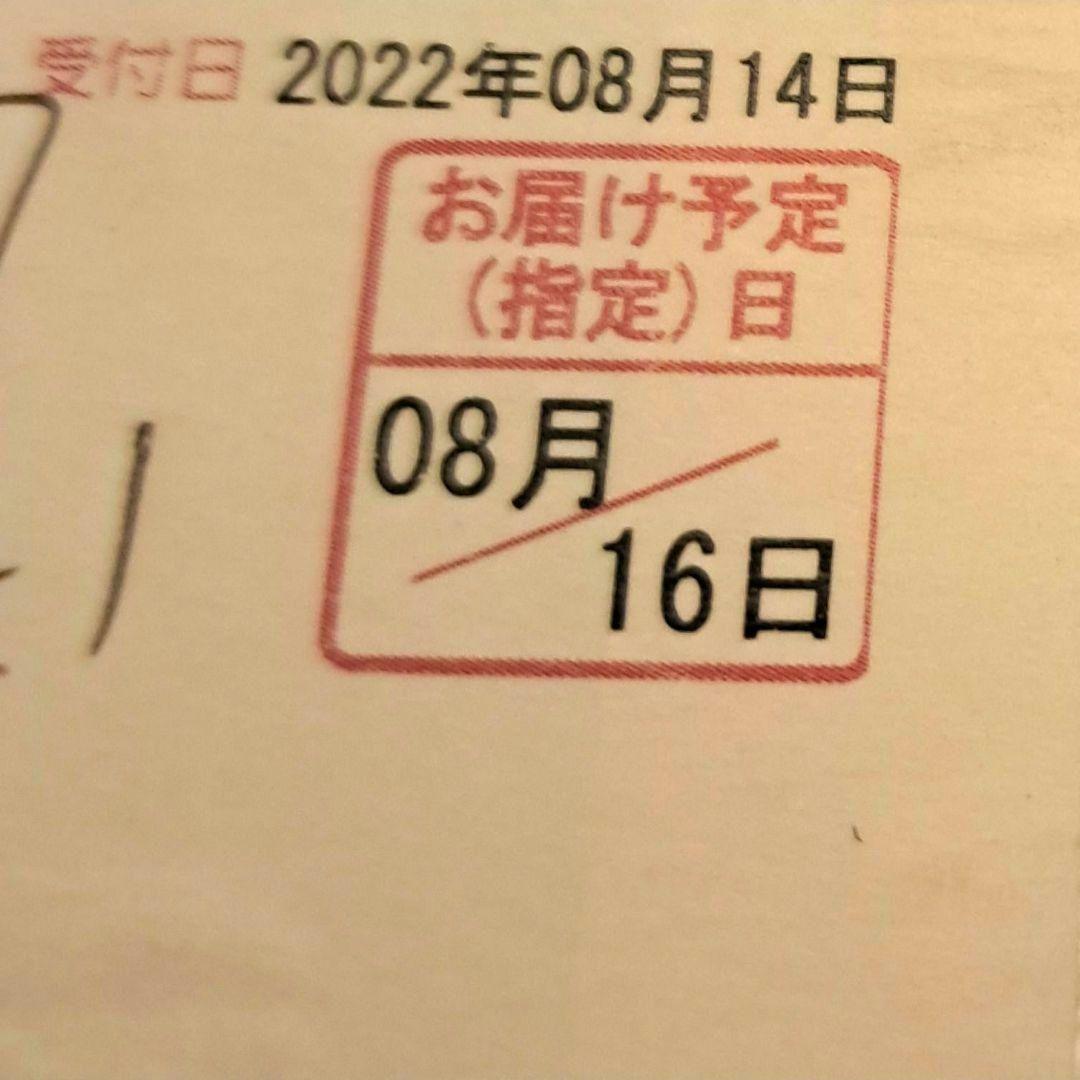 受付日 2022年08月14日
お届け予定
(指定)日
08月
16日